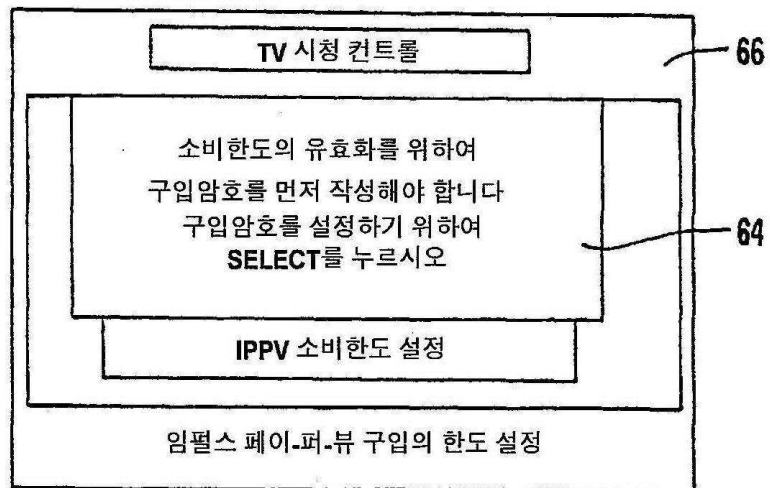 TV 시청 컨트롤
66
소비한도의 유효화를 위하여
구입암호를 먼저 작성해야 합니다
구입암호를 설정하기 위하여
SELECT를 누르시오
64
IPPV 소비한도 설정
임펄스 페이-퍼-뷰 구입의 한도 설정